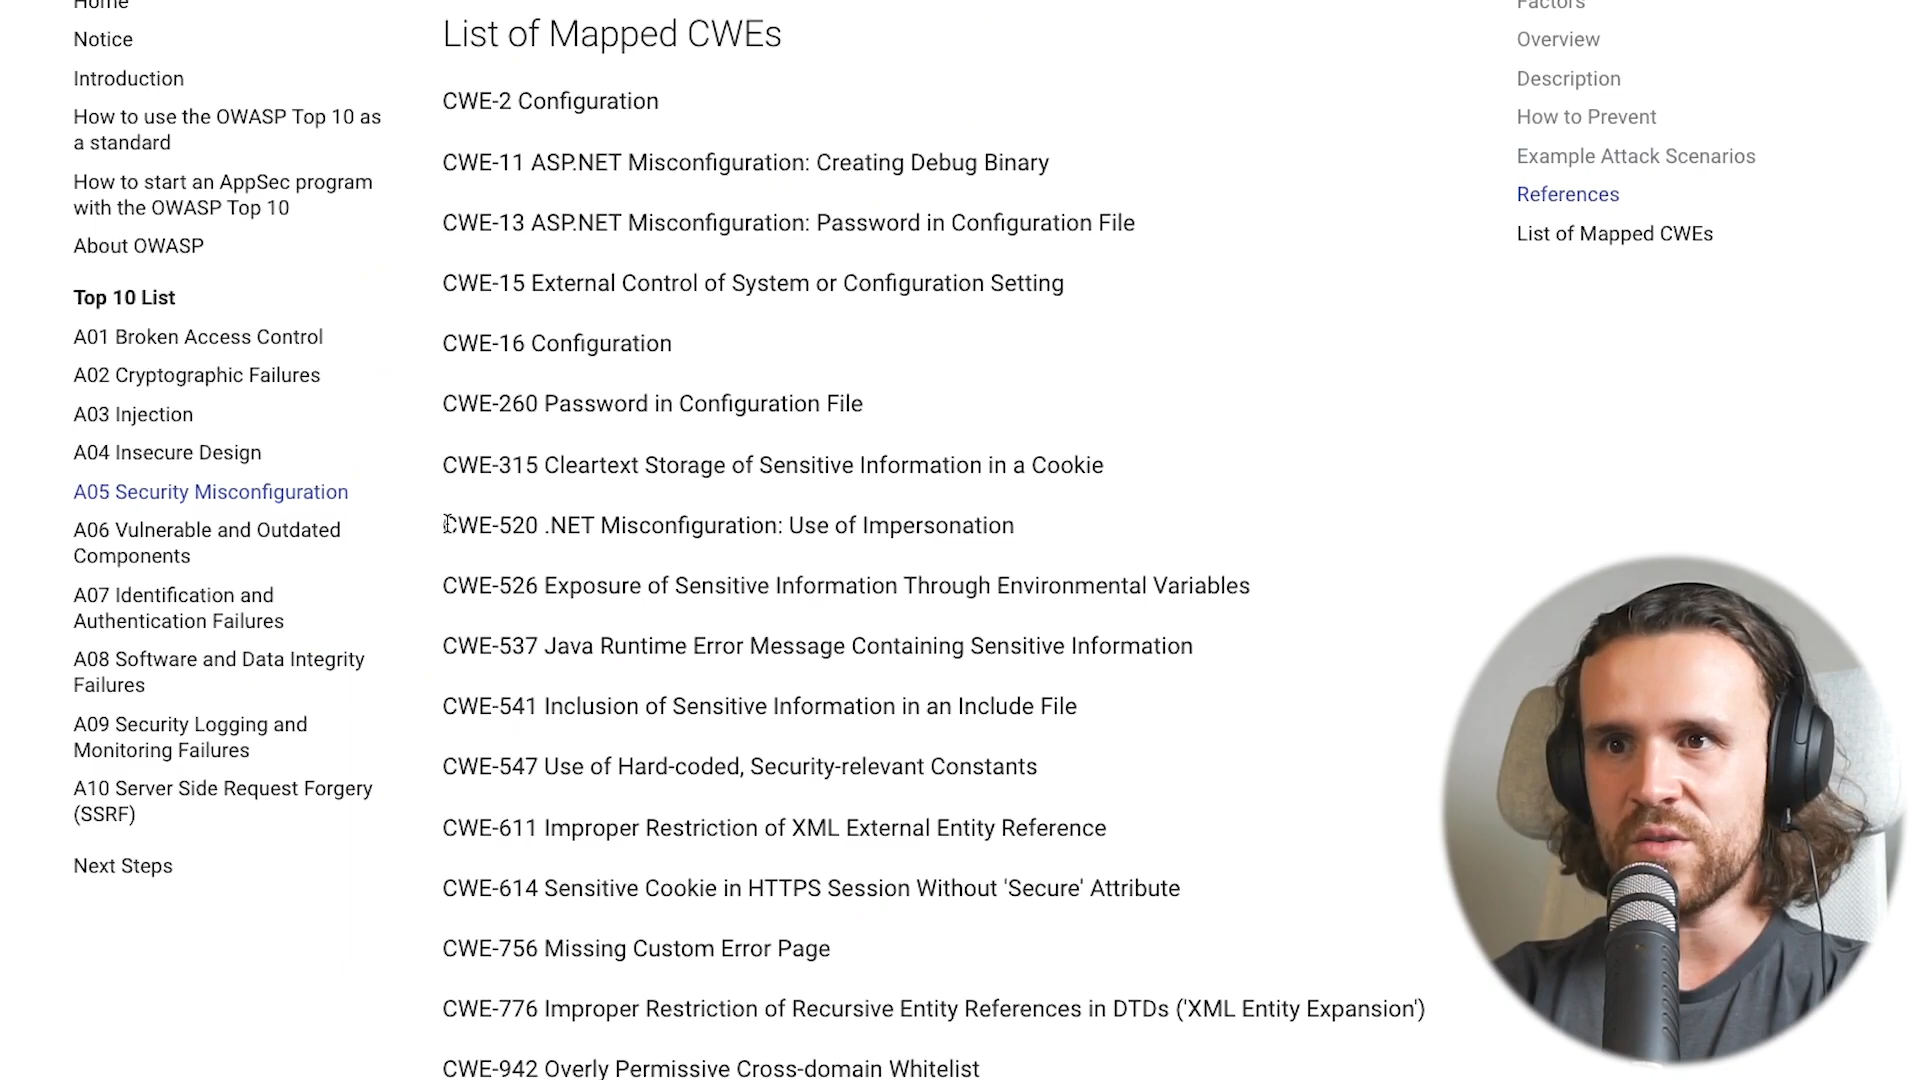 Home
Notice
Introduction
How to use the OWASP Top 10 as
a standard
How to start an AppSec program
with the OWASP Top 10
About OWASP
Top 10 List
A01 Broken Access Control
A02 Cryptographic Failures
A03 Injection
A04 Insecure Design
A05 Security Misconfiguration
A06 Vulnerable and Outdated
Components
A07 Identification and
Authentication Failures
A08 Software and Data Integrity
Failures
A09 Security Logging and
Monitoring Failures
A10 Server Side Request Forgery
(SSRF)
Next Steps
List of Mapped CWEs
CWE-2 Configuration
CWE-11 ASP.NET Misconfiguration: Creating Debug Binary
CWE-13 ASP.NET Misconfiguration: Password in Configuration File
CWE-15 External Control of System or Configuration Setting
CWE-16 Configuration
CWE-260 Password in Configuration File
CWE-315 Cleartext Storage of Sensitive Information in a Cookie
CWE-520 .NET Misconfiguration: Use of Impersonation
CWE-526 Exposure of Sensitive Information Through Environmental Variables
CWE-537 Java Runtime Error Message Containing Sensitive Information
CWE-541 Inclusion of Sensitive Information in an Include File
CWE-547 Use of Hard-coded, Security-relevant Constants
CWE-611 Improper Restriction of XML External Entity Reference
CWE-614 Sensitive Cookie in HTTPS Session Without 'Secure' Attribute
CWE-756 Missing Custom Error Page
CWE-776 Improper Restriction of Recursive Entity References in DTDs ('XML Entity Expansion')
CWE-942 Overly Permissive Cross-domain Whitelist
Factors
Overview
Description
How to Prevent
Example Attack Scenarios
References
List of Mapped CWEs